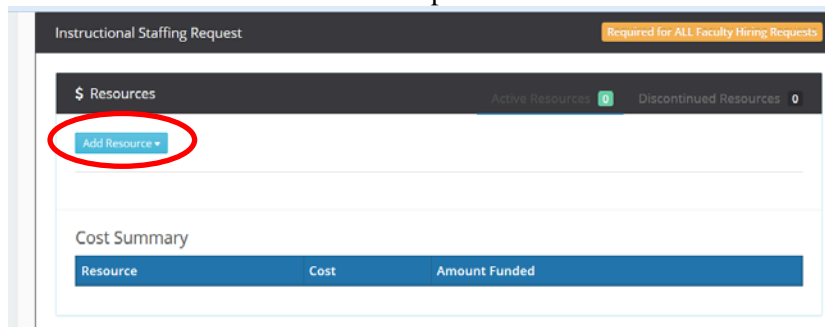 Instructional Staffing Request Required for ALL Faculty Hiring Requests
$ Resources Active Resources 0 Discontinued Resources 0
Add Resource
Cost Summary
Resource Cost Amount Funded